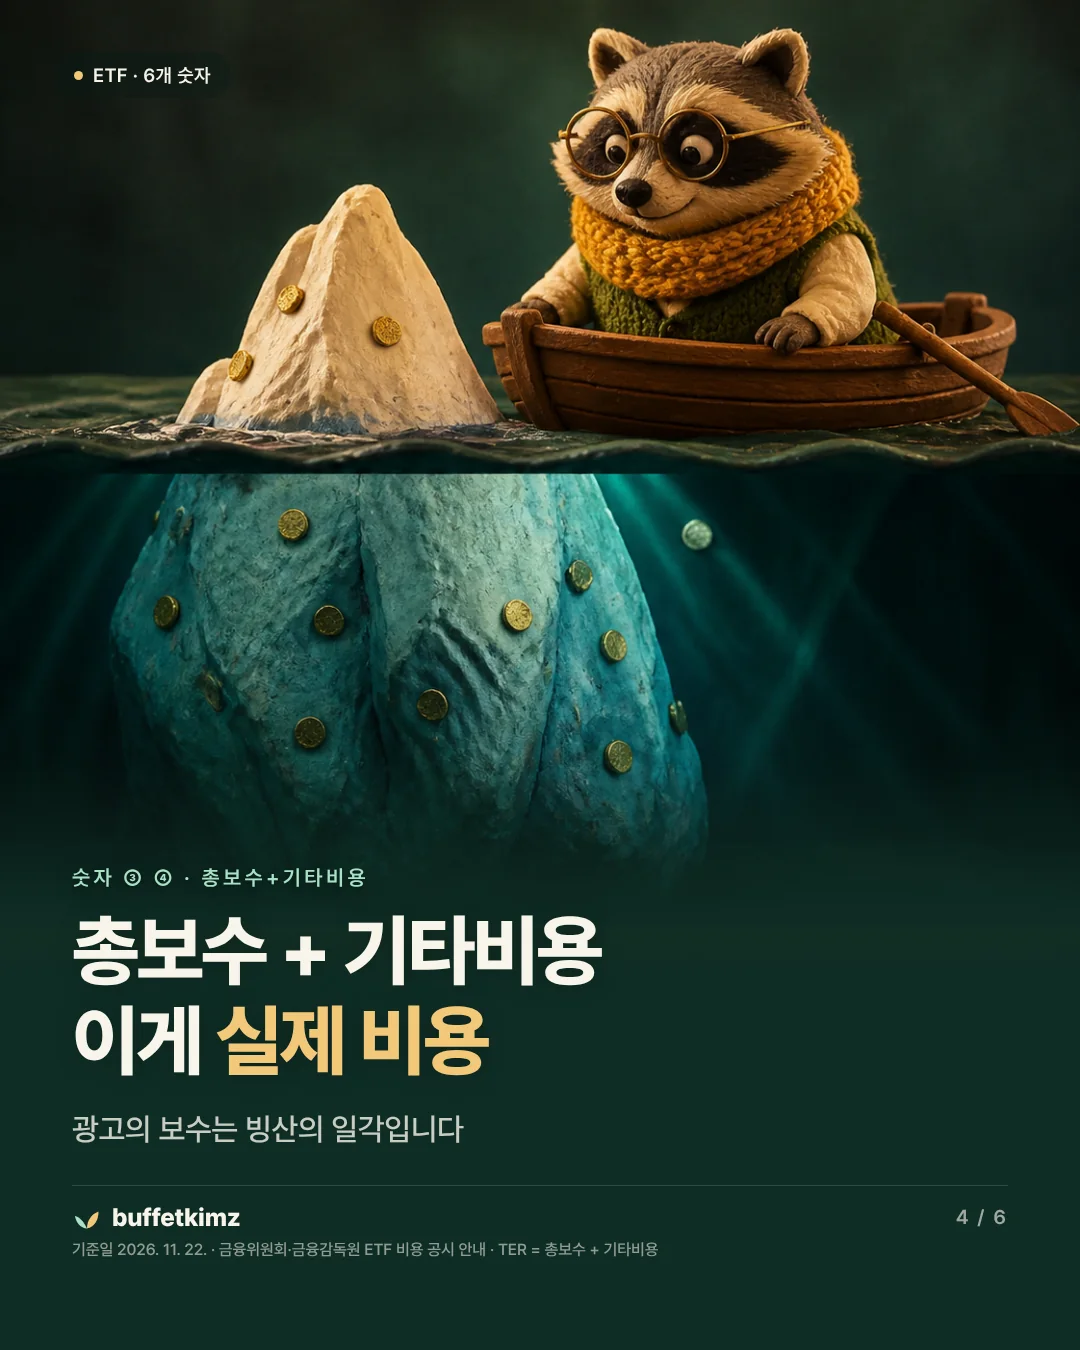 ETF · 6개 숫자
숫자 ③ ④ · 총보수+기타비용
총보수 + 기타비용
이게 실제 비용
광고의 보수는 빙산의 일각입니다
buffetkimz
4 / 6
기준일 2026. 11. 22. · 금융위원회·금융감독원 ETF 비용 공시 안내 · TER = 총보수 + 기타비용